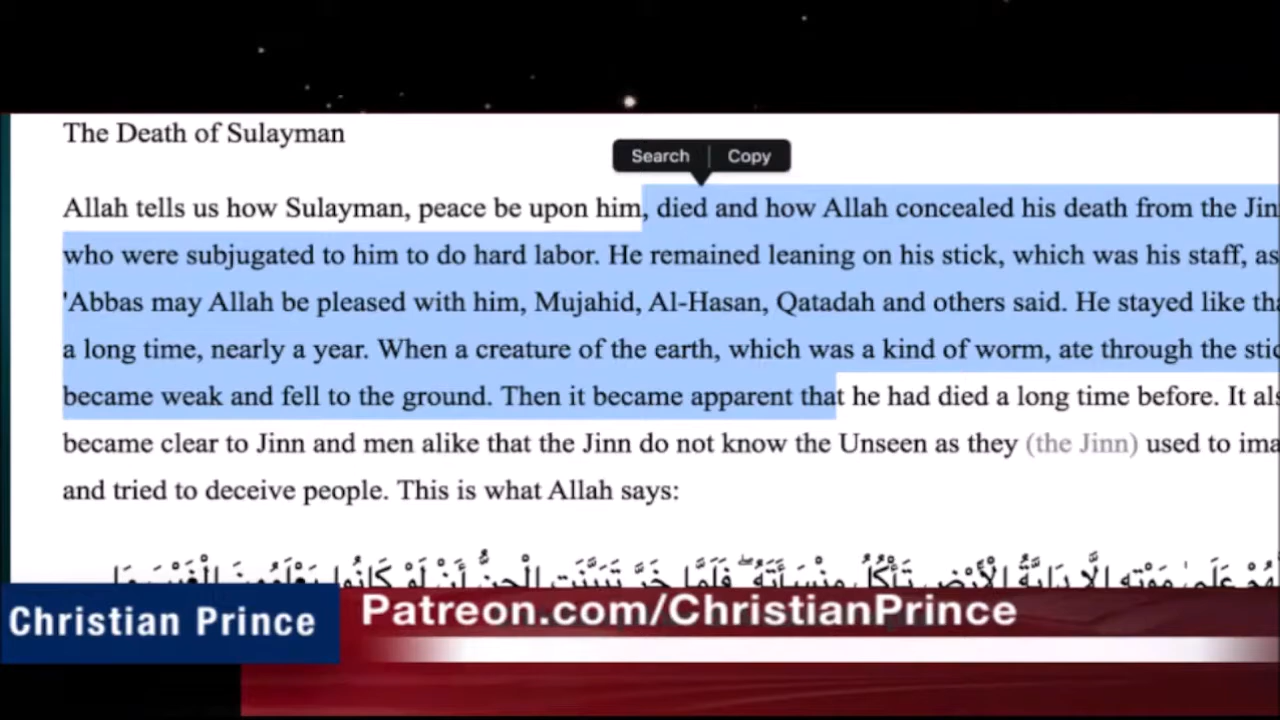 The Death of Sulayman
Search
Copy
Allah tells us how Sulayman, peace be upon him, died and how Allah concealed his death from the Jin
who were subjugated to him to do hard labor. He remained leaning on his stick, which was his staff, as
'Abbas may Allah be pleased with him, Mujahid, Al-Hasan, Qatadah and others said. He stayed like tha
a long time, nearly a year. When a creature of the earth, which was a kind of worm, ate through the stic
became weak and fell to the ground. Then it became apparent that he had died a long time before. It als
became clear to Jinn and men alike that the Jinn do not know the Unseen as they (the Jinn) used to ima
and tried to deceive people. This is what Allah says:
عَلَىٰ مَوْتِهِ إِلَّا دَابَّةُ الْأَرْضِ تَأْكُلُ مِنْسَأَتَهُ ۖ فَلَمَّا خَرَّ تَبَيَّنَتِ الْجِنُّ أَنْ لَوْ كَانُوا يَعْلَمُونَ الْغَيْبَ مَا
Christian Prince
Patreon.com/ChristianPrince